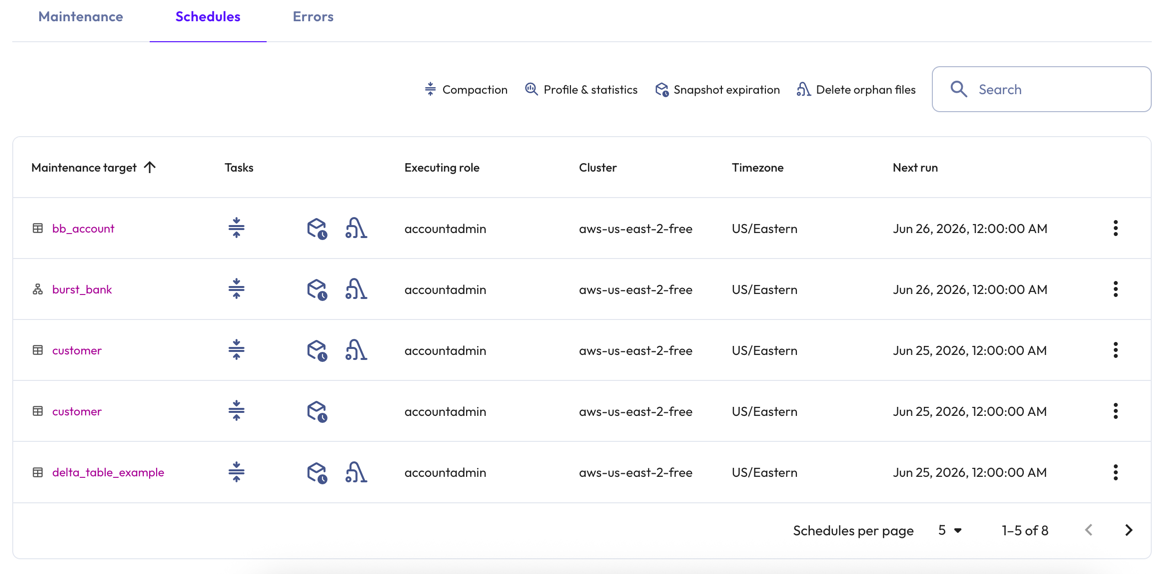 Maintenance Schedules Errors
Compaction Profile & statistics Snapshot expiration Delete orphan files Search
Maintenance target Tasks Executing role Cluster Timezone Next run
bb_account accountadmin aws-us-east-2-free US/Eastern Jun 26, 2026, 12:00:00 AM
burst_bank accountadmin aws-us-east-2-free US/Eastern Jun 26, 2026, 12:00:00 AM
customer accountadmin aws-us-east-2-free US/Eastern Jun 25, 2026, 12:00:00 AM
customer accountadmin aws-us-east-2-free US/Eastern Jun 25, 2026, 12:00:00 AM
delta_table_example accountadmin aws-us-east-2-free US/Eastern Jun 25, 2026, 12:00:00 AM
Schedules per page 5 1–5 of 8